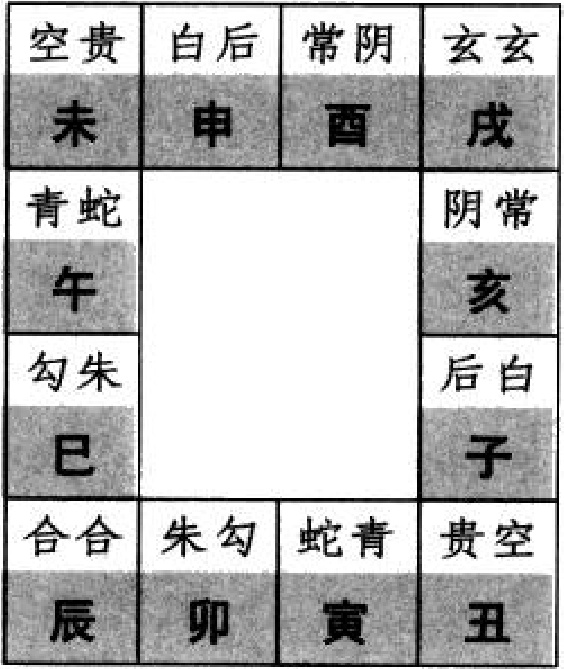 空贵 白后 常阴 玄玄
未 申 酉 戌
青蛇 阴常
午 亥
勾朱 后白
巳 子
合合 朱勾 蛇青 贵空
辰 卯 寅 丑